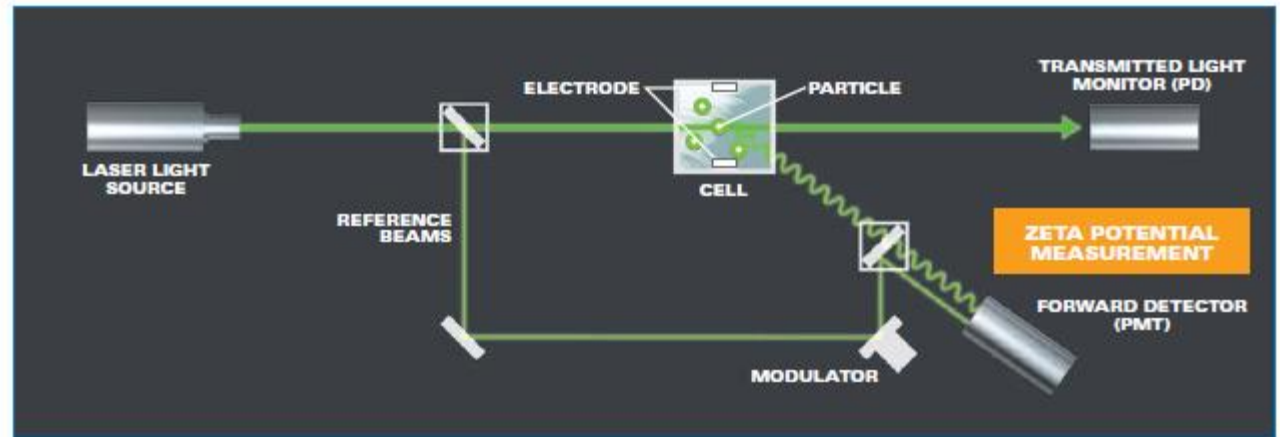 ELECTRODE
PARTICLE
TRANSMITTED LIGHT
MONITOR (PD)
LASER LIGHT
SOURCE
CELL
REFERENCE
BEAMS
ZETA POTENTIAL
MEASUREMENT
FORWARD DETECTOR
(PMT)
MODULATOR